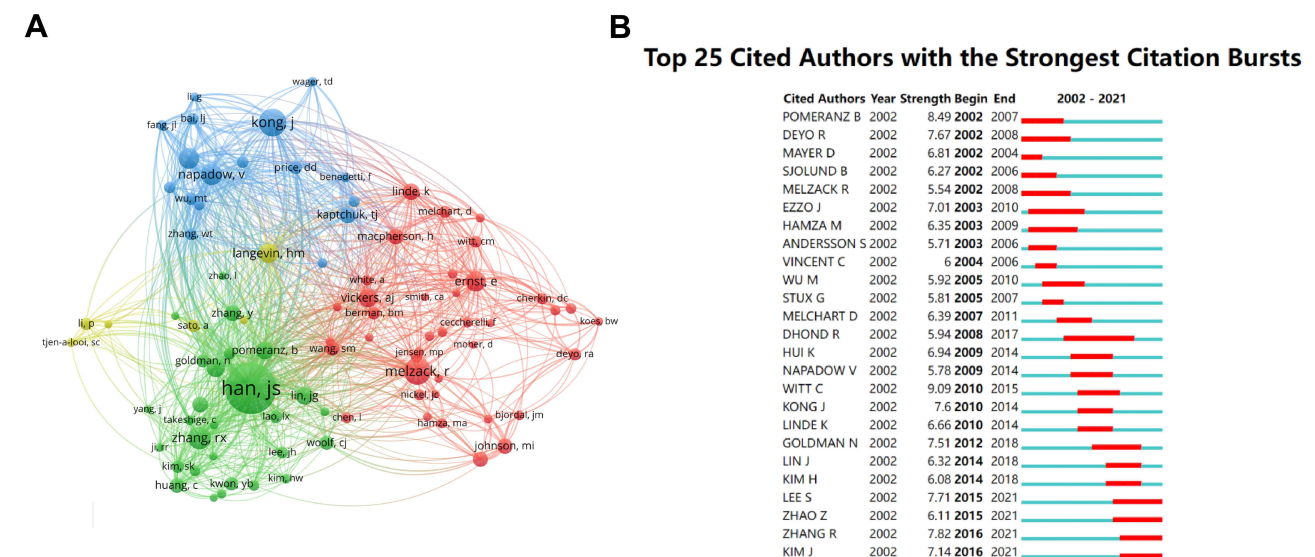 A
B
Top 25 Cited Authors with the Strongest Citation Bursts
Cited Authors Year Strength Begin End 2002 - 2021
POMERANZ B 2002 8.49 2002 2007
DEYO R 2002 7.67 2002 2008
MAYER D 2002 6.81 2002 2004
SJOLUND B 2002 6.27 2002 2006
MELZACK R 2002 5.54 2002 2008
EZZO J 2002 7.01 2003 2010
HAMZA M 2002 6.35 2003 2009
ANDERSSON S 2002 5.71 2003 2006
VINCENT C 2002 6 2004 2006
WU M 2002 5.92 2005 2010
STUX G 2002 5.81 2005 2007
MELCHART D 2002 6.39 2007 2011
DHOND R 2002 5.94 2008 2017
HUI K 2002 6.94 2009 2014
NAPADOW V 2002 5.78 2009 2014
WITT C 2002 9.09 2010 2015
KONG J 2002 7.6 2010 2014
LINDE K 2002 6.66 2010 2014
GOLDMAN N 2002 7.51 2012 2018
LIN J 2002 6.32 2014 2018
KIM H 2002 6.08 2014 2018
LEE S 2002 7.71 2015 2021
ZHAO Z 2002 6.11 2015 2021
ZHANG R 2002 7.82 2016 2021
KIM J 2002 7.14 2016 2021
wager, td
li, g
bai, lj
fang, jl
kong, j
napadow, v
price, dd
benedetti, f
wu, mt
linde, k
kaptchuk, tj
melchart, d
zhang, wt
macpherson, h
witt, cm
langevin, hm
zhao, l
white, a
ernst, e
vickers, aj
smith, ca
cherkin, dc
berman, bm
zhang, y
li, p
sato, a
ceccherelli, f
koes, bw
tjen-a-looi, sc
goldman, n
pomeranz, b
wang, sm
jensen, mp
moher, d
deyo, ra
melzack, r
han, js
lin, jg
nickel, jc
yang, j
takeshige, c
lao, lx
chen, l
hamza, ma
bjordal, jm
zhang, rx
woolf, cj
johnson, mi
ji, rr
lee, jh
kim, sk
huang, c
kwon, yb
kim, hw